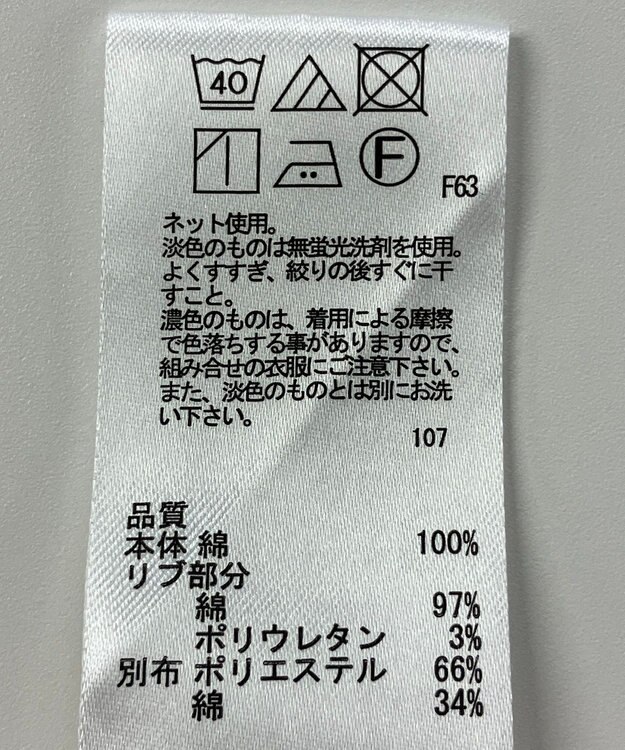 40
F
F63
ネット使用。
淡色のものは無蛍光洗剤を使用。
よくすすぎ、絞りの後すぐに干
すこと。
濃色のものは、着用による摩擦
で色落ちする事がありますので、
組み合せの衣服にご注意下さい。
また、淡色のものとは別にお洗
い下さい。
107
品質
本体 綿 100%
リブ部分
綿 97%
ポリウレタン 3%
別布 ポリエステル 66%
綿 34%